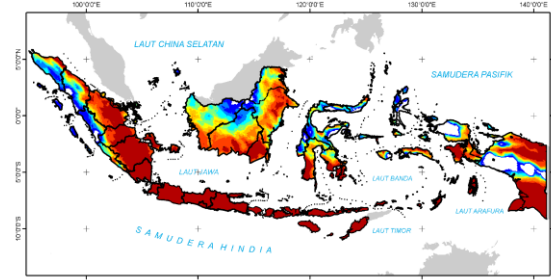 100°0'0"E 110°0'0"E 120°0'0"E 130°0'0"E 140°0'0"E
LAUT CHINA SELATAN
SAMUDERA PASIFIK
5°0'0"N
0°0'0"
LAUT JAWA
LAUT BANDA
5°0'0"S
LAUT ARAFURA
10°0'0"S
SAMUDERA HINDIA
LAUT TIMOR